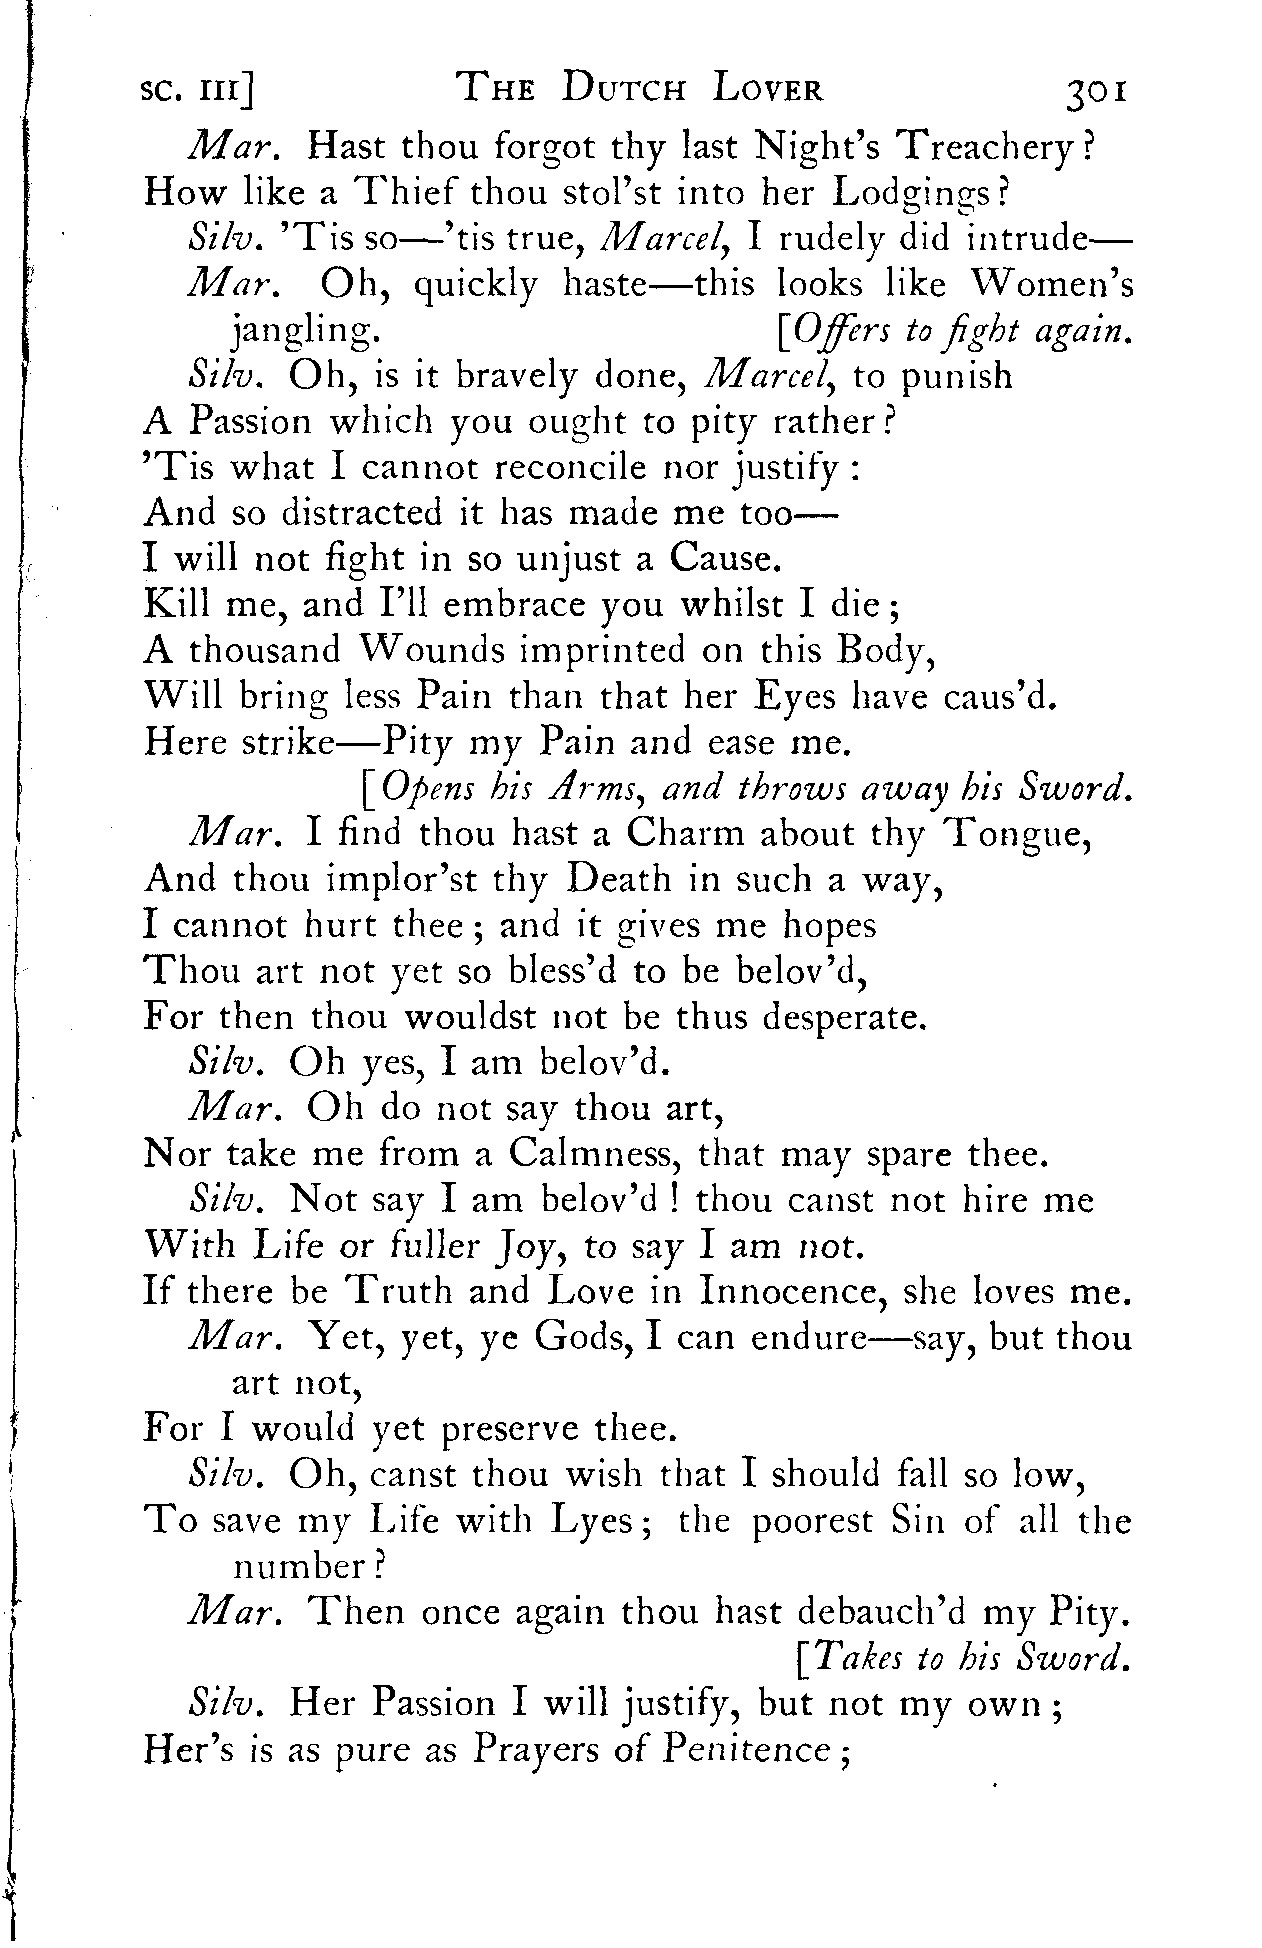 SC. III] THE DUTCH LOVER 301
Mar. Hast thou forgot thy last Night's Treachery?
How like a Thief thou stol'st into her Lodgings?
Silv. 'Tis so—'tis true, Marcel, I rudely did intrude—
Mar. Oh, quickly haste—this looks like Women's
jangling. [Offers to fight again.
Silv. Oh, is it bravely done, Marcel, to punish
A Passion which you ought to pity rather?
'Tis what I cannot reconcile nor justify:
And so distracted it has made me too—
I will not fight in so unjust a Cause.
Kill me, and I'll embrace you whilst I die;
A thousand Wounds imprinted on this Body,
Will bring less Pain than that her Eyes have caus'd.
Here strike—Pity my Pain and ease me.
[Opens his Arms, and throws away his Sword.
Mar. I find thou hast a Charm about thy Tongue,
And thou implor'st thy Death in such a way,
I cannot hurt thee; and it gives me hopes
Thou art not yet so bless'd to be belov'd,
For then thou wouldst not be thus desperate.
Silv. Oh yes, I am belov'd.
Mar. Oh do not say thou art,
Nor take me from a Calmness, that may spare thee.
Silv. Not say I am belov'd! thou canst not hire me
With Life or fuller Joy, to say I am not.
If there be Truth and Love in Innocence, she loves me.
Mar. Yet, yet, ye Gods, I can endure—say, but thou
art not,
For I would yet preserve thee.
Silv. Oh, canst thou wish that I should fall so low,
To save my Life with Lyes; the poorest Sin of all the
number?
Mar. Then once again thou hast debauch'd my Pity.
[Takes to his Sword.
Silv. Her Passion I will justify, but not my own;
Her's is as pure as Prayers of Penitence;